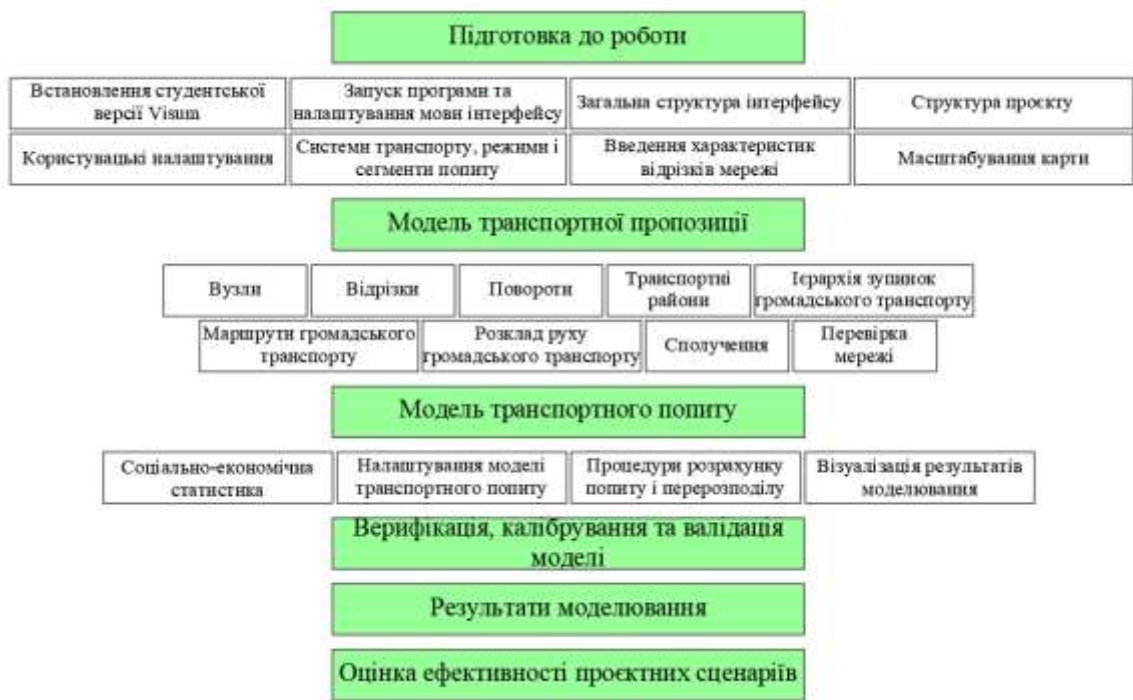 Підготовка до роботи
Встановлення студентської
версії Visum
Запуск програми та
налаштування мови інтерфейсу
Загальна структура інтерфейсу
Структура проєкту
Користувацькі налаштування
Системи транспорту, режими і
сегменти попиту
Введення характеристик
відрізків мережі
Масштабування карти
Модель транспортної пропозиції
Вузли
Відрізки
Повороти
Транспортні
райони
Ієрархія зупинок
громадського транспорту
Маршрути громадського
транспорту
Розклад руху
громадського транспорту
Сполучення
Перевірка
мережі
Модель транспортного попиту
Соціально-економічна
статистика
Налаштування моделі
транспортного попиту
Процедури розрахунку
попиту і перерозподілу
Візуалізація результатів
моделювання
Верифікація, калібрування та валідація
моделі
Результати моделювання
Оцінка ефективності проєктних сценаріїв